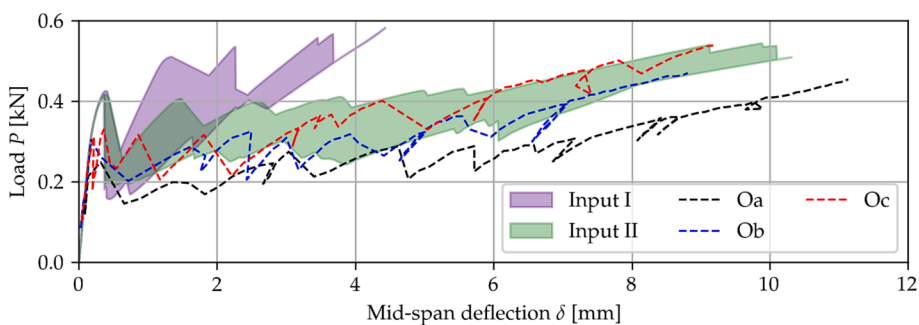 0.6
0.4
0.2
0.0
Load P [kN]
0 2 4 6 8 10 12
Mid-span deflection δ [mm]
Input I Oa Oc
Input II Ob